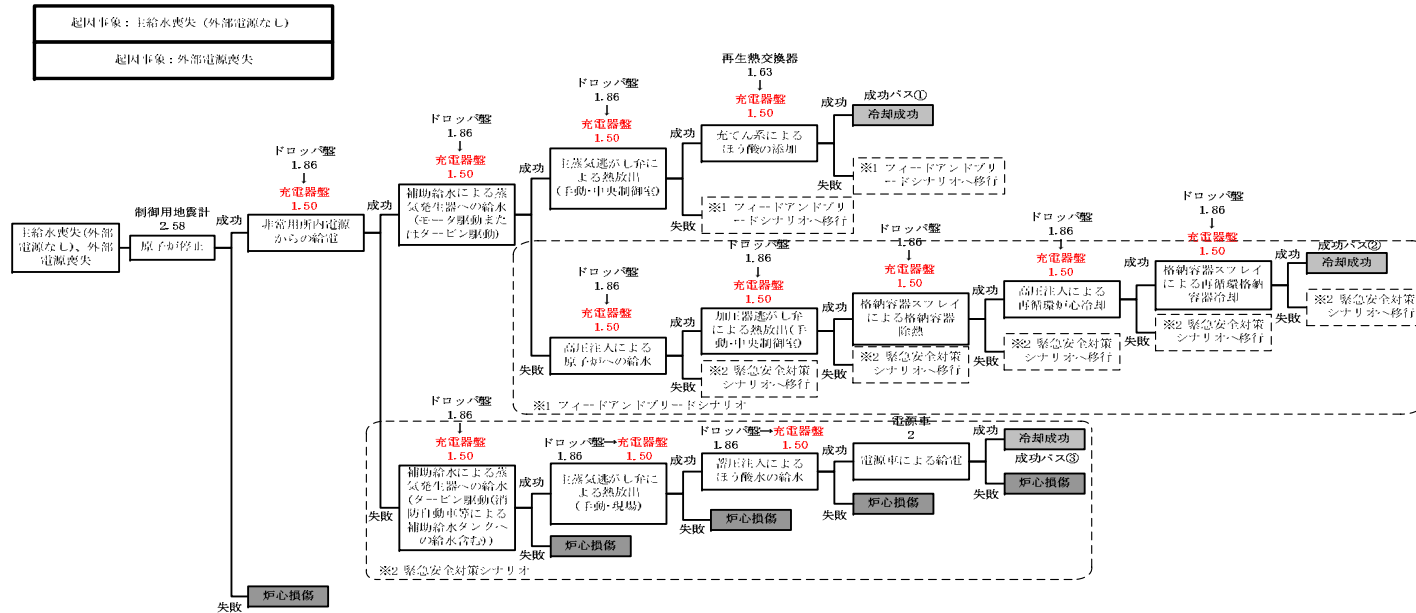 起因事象：主給水喪失（外部電源なし）
起因事象：外部電源喪失
主給水喪失(外部
電源なし)、外部
電源喪失
制御用地震計
2.58
原子炉停止
成功
失敗
炉心損傷
ドロッパ盤
1.86
↓
充電器盤
1.50
非常用所内電源
からの給電
成功
失敗
ドロッパ盤
1.86
↓
充電器盤
1.50
補助給水による蒸
気発生器への給水
(モータ駆動また
はタービン駆動)
成功
失敗
ドロッパ盤
1.86
↓
充電器盤
1.50
主蒸気逃がし弁に
よる熱放出
(手動･中央制御室)
成功
失敗
※1 フィードアンドブリ
ードシナリオへ移行
再生熱交換器
1.63
↓
充電器盤
1.50
充てん系による
ほう酸の添加
成功
失敗
成功パス①
冷却成功
※1 フィードアンドブリ
ードシナリオへ移行
ドロッパ盤
1.86
↓
充電器盤
1.50
高圧注入による
原子炉への給水
成功
失敗
※2 緊急安全対策
シナリオへ移行
ドロッパ盤
1.86
↓
充電器盤
1.50
加圧器逃がし弁
による熱放出(手
動･中央制御室)
成功
失敗
※2 緊急安全対策
シナリオへ移行
ドロッパ盤
1.86
↓
充電器盤
1.50
格納容器スプレイ
による格納容器
除熱
成功
失敗
※2 緊急安全対策
シナリオへ移行
ドロッパ盤
1.86
↓
充電器盤
1.50
高圧注入による
再循環炉心冷却
成功
失敗
※2 緊急安全対策
シナリオへ移行
ドロッパ盤
1.86
↓
充電器盤
1.50
格納容器スプレイ
による再循環格納
容器冷却
成功
失敗
成功パス②
冷却成功
※2 緊急安全対策
シナリオへ移行
※1 フィードアンドブリードシナリオ
ドロッパ盤
1.86
↓
充電器盤
1.50
補助給水による蒸
気発生器への給水
(タービン駆動(消
防自動車等による
補助給水タンクへ
の給水含む))
成功
失敗
炉心損傷
ドロッパ盤→充電器盤
1.86 1.50
主蒸気逃がし弁に
よる熱放出
(手動･現場)
成功
失敗
炉心損傷
ドロッパ盤→充電器盤
1.86 1.50
蓄圧注入による
ほう酸水の給水
成功
失敗
炉心損傷
電源車
2
電源車による給電
成功
失敗
冷却成功
成功パス③
炉心損傷
※2 緊急安全対策シナリオ